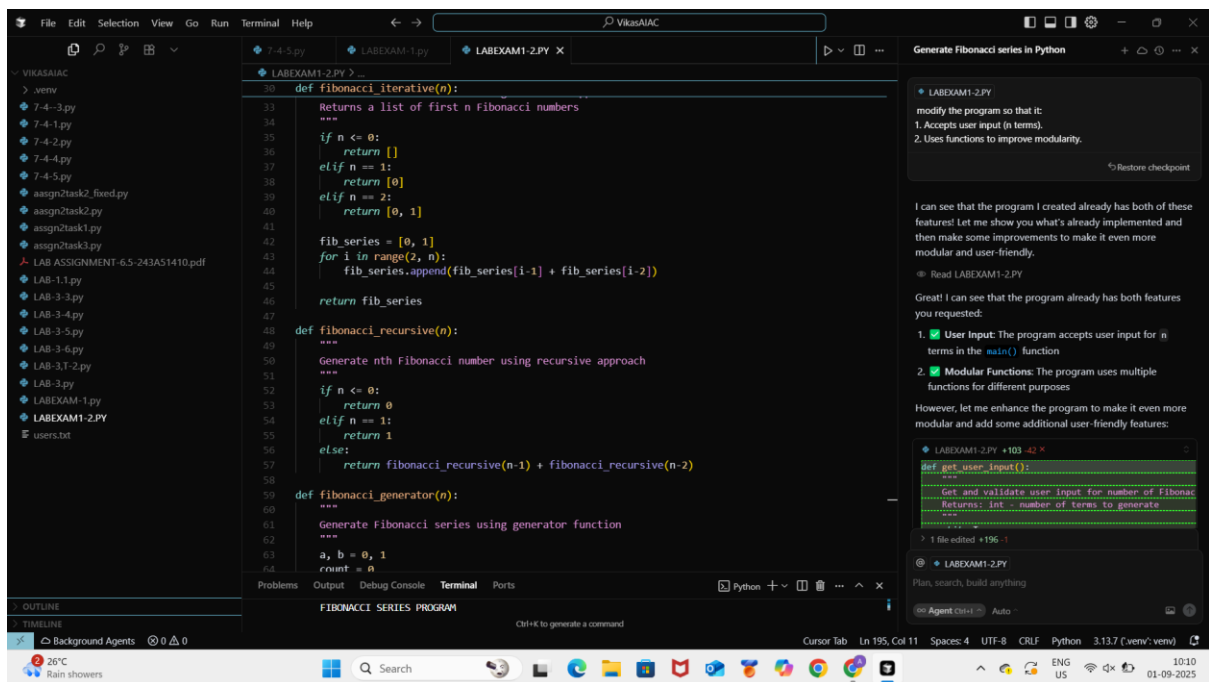 File Edit Selection View Go Run Terminal Help
VikasAIAC
7-4-5.py LABEXAM-1.py LABEXAM1-2.PY
VIKASAIAC
.venv
7-4--3.py
7-4-1.py
7-4-2.py
7-4-4.py
7-4-5.py
aasgn2task2_fixed.py
aasgn2task2.py
assgn2task1.py
assgn2task3.py
LAB ASSIGNMENT-6.5-243A51410.pdf
LAB-1.1.py
LAB-3-3.py
LAB-3-4.py
LAB-3-5.py
LAB-3-6.py
LAB-3,T-2.py
LAB-3.py
LABEXAM-1.py
LABEXAM1-2.PY
users.txt
OUTLINE
TIMELINE
LABEXAM1-2.PY > ...
30 def fibonacci_iterative(n):
33 Returns a list of first n Fibonacci numbers
34 """
35 if n <= 0:
36 return []
37 elif n == 1:
38 return [0]
39 elif n == 2:
40 return [0, 1]
41
42 fib_series = [0, 1]
43 for i in range(2, n):
44 fib_series.append(fib_series[i-1] + fib_series[i-2])
45
46 return fib_series
47
48 def fibonacci_recursive(n):
49 """
50 Generate nth Fibonacci number using recursive approach
51 """
52 if n <= 0:
53 return 0
54 elif n == 1:
55 return 1
56 else:
57 return fibonacci_recursive(n-1) + fibonacci_recursive(n-2)
58
59 def fibonacci_generator(n):
60 """
61 Generate Fibonacci series using generator function
62 """
63 a, b = 0, 1
64 count = 0
Problems Output Debug Console Terminal Ports
Python
FIBONACCI SERIES PROGRAM
Ctrl+K to generate a command
Generate Fibonacci series in Python
LABEXAM1-2.PY
modify the program so that it:
1. Accepts user input (n terms).
2. Uses functions to improve modularity.
Restore checkpoint
I can see that the program I created already has both of these
features! Let me show you what's already implemented and
then make some improvements to make it even more
modular and user-friendly.
Read LABEXAM1-2.PY
Great! I can see that the program already has both features
you requested:
1. ✅ User Input: The program accepts user input for n
terms in the main() function
2. ✅ Modular Functions: The program uses multiple
functions for different purposes
However, let me enhance the program to make it even more
modular and add some additional user-friendly features:
LABEXAM1-2.PY +103 -42
def get_user_input():
"""
Get and validate user input for number of Fibonac
Returns: int - number of terms to generate
"""
1 file edited +196 -1
@ LABEXAM1-2.PY
Plan, search, build anything
Agent Ctrl+I Auto
Background Agents 0 0
Cursor Tab Ln 195, Col 11 Spaces: 4 UTF-8 CRLF Python 3.13.7 ('.venv': venv)
2
26°C
Rain showers
Search
ENG
US
10:10
01-09-2025